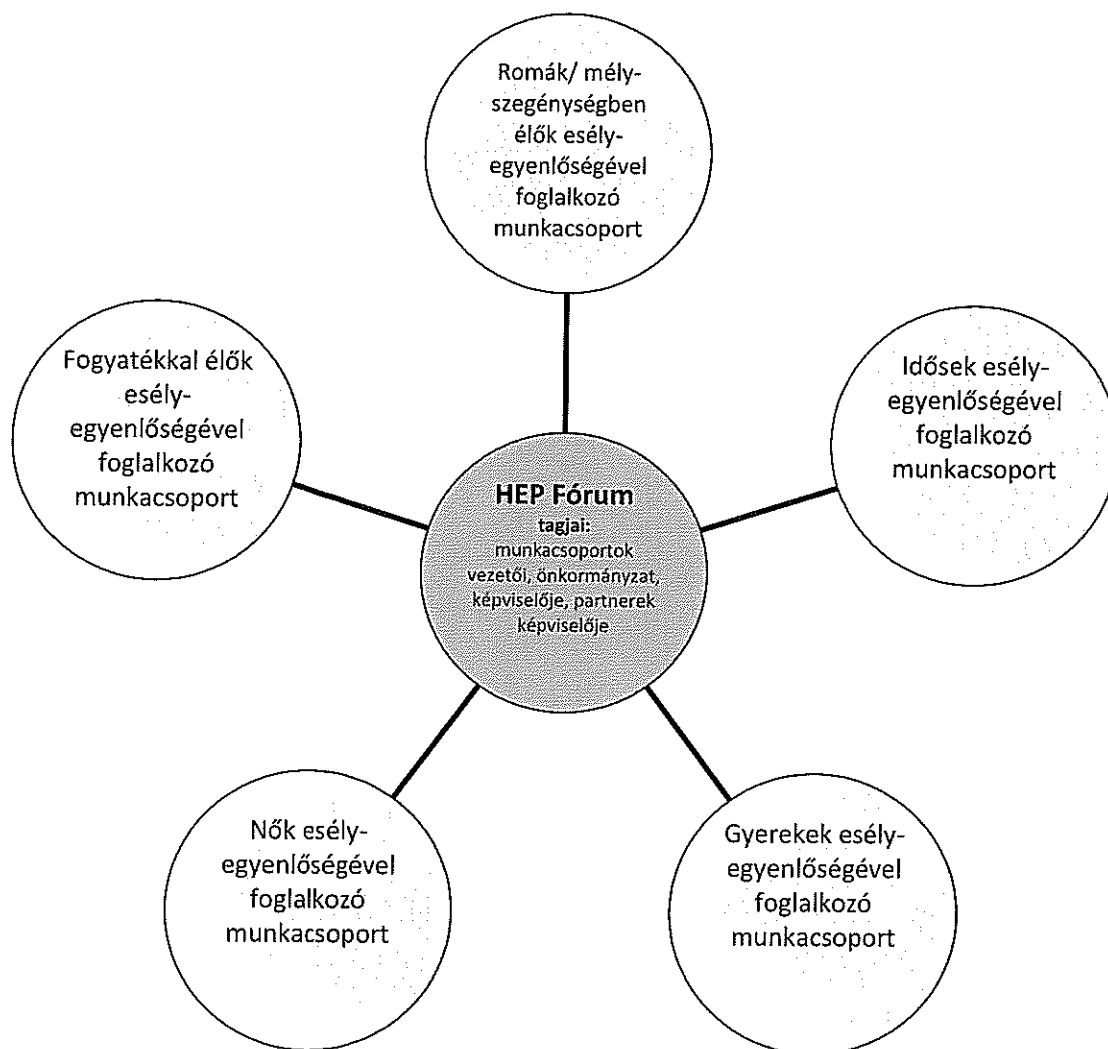 Romák/ mély-
szegénységben
élők esély-
egyenlőségével
foglalkozó
munkacsoport
Fogyatékkal élők
esély-
egyenlőségével
foglalkozó
munkacsoport
Idősek esély-
egyenlőségével
foglalkozó
munkacsoport
HEP Fórum
tagjai:
munkacsoportok
vezetői, önkormányzat,
képviselője, partnerek
képviselője
Nők esély-
egyenlőségével
foglalkozó
munkacsoport
Gyerekek esély-
egyenlőségével
foglalkozó
munkacsoport